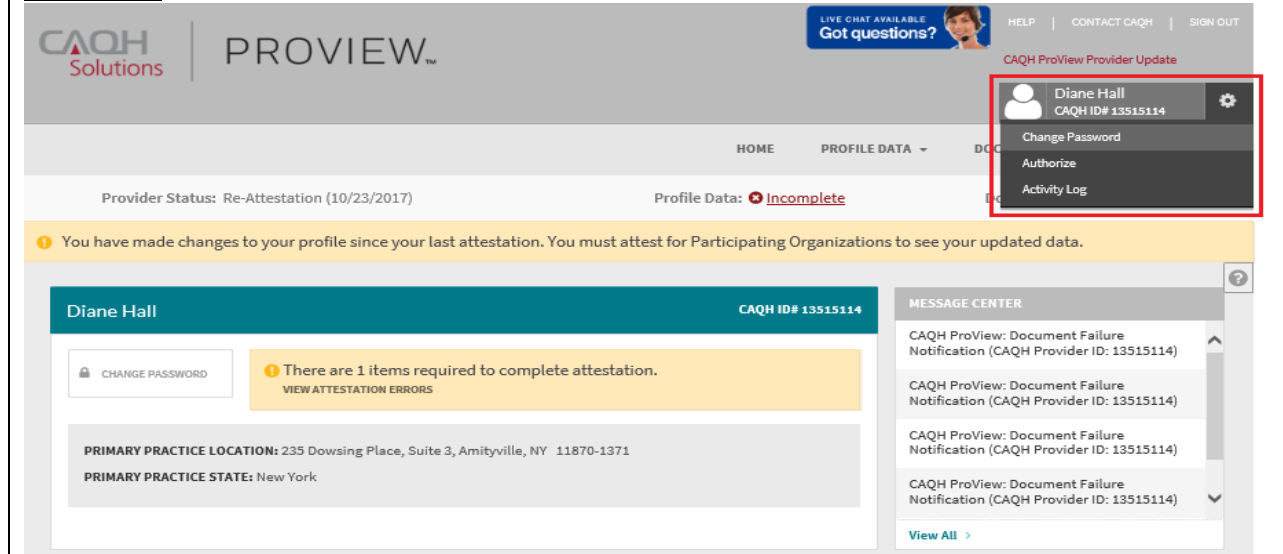 LIVE CHAT AVAILABLE
Got questions?
HELP | CONTACT CAQH | SIGN OUT
CAQH
Solutions
PROVIEW™
CAQH ProView Provider Update
Diane Hall
CAQH ID# 13515114
Change Password
Authorize
Activity Log
HOME PROFILE DATA DOC
Provider Status: Re-Attestation (10/23/2017) Profile Data: Incomplete Do
You have made changes to your profile since your last attestation. You must attest for Participating Organizations to see your updated data.
?
Diane Hall CAQH ID# 13515114
CHANGE PASSWORD
There are 1 items required to complete attestation.
VIEW ATTESTATION ERRORS
PRIMARY PRACTICE LOCATION: 235 Dowsing Place, Suite 3, Amityville, NY 11870-1371
PRIMARY PRACTICE STATE: New York
MESSAGE CENTER
CAQH ProView: Document Failure
Notification (CAQH Provider ID: 13515114)
CAQH ProView: Document Failure
Notification (CAQH Provider ID: 13515114)
CAQH ProView: Document Failure
Notification (CAQH Provider ID: 13515114)
CAQH ProView: Document Failure
Notification (CAQH Provider ID: 13515114)
View All >